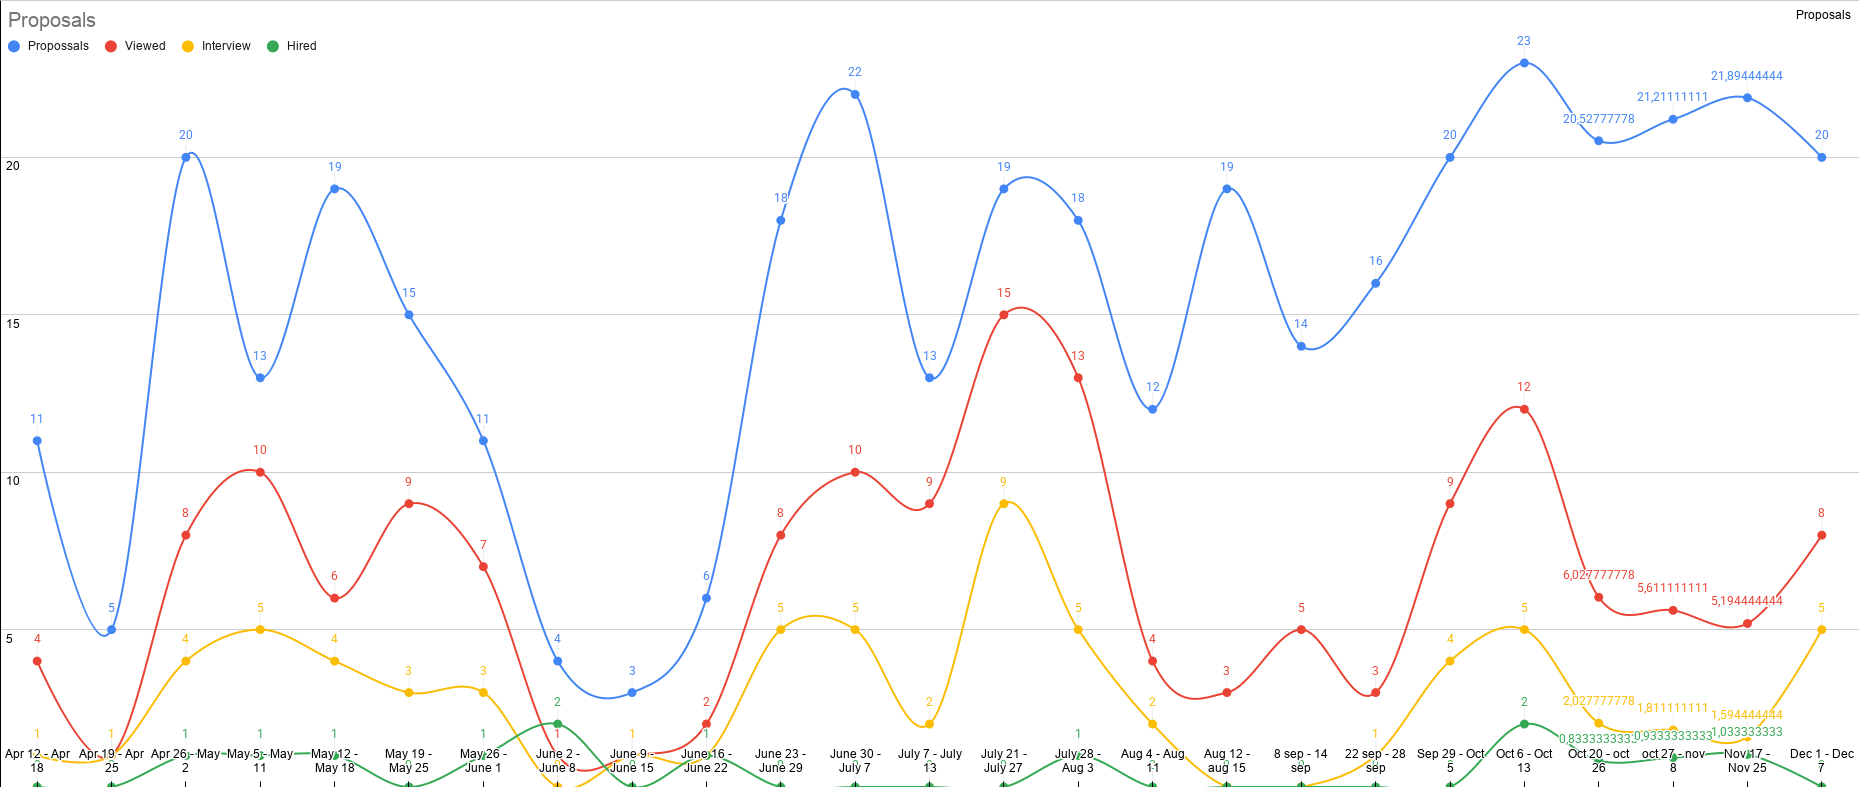 Proposals
Proposals
Propossals
Viewed
Interview
Hired
23
22
21,89444444
21,21111111
20,52777778
20
20
20
19
19
19
18
18
16
15
14
13
13
12
11
11
6
5
4
3
15
13
12
10
10
9
9
9
8
8
8
7
6
6,027777778
5,611111111
5,194444444
5
4
4
3
3
2
1
1
9
5
5
5
5
5
5
4
4
4
3
3
2
2
2,027777778
1,811111111
1,594444444
1
1
1
1
2
2
1
1
1
1
1
1
0,8333333333
0,9333333333
1,033333333
20
15
10
5
Apr 12 - Apr 18
Apr 19 - Apr 25
Apr 26 - May 2
May 5 - May 11
May 12 - May 18
May 19 - May 25
May 26 - June 1
June 2 - June 8
June 9 - June 15
June 16 - June 22
June 23 - June 29
June 30 - July 7
July 7 - July 13
July 21 - July 27
July 28 - Aug 3
Aug 4 - Aug 11
Aug 12 - aug 15
8 sep - 14 sep
22 sep - 28 sep
Sep 29 - Oct 5
Oct 6 - Oct 13
Oct 20 - oct 26
oct 27 - nov 8
Nov 17 - Nov 25
Dec 1 - Dec 7